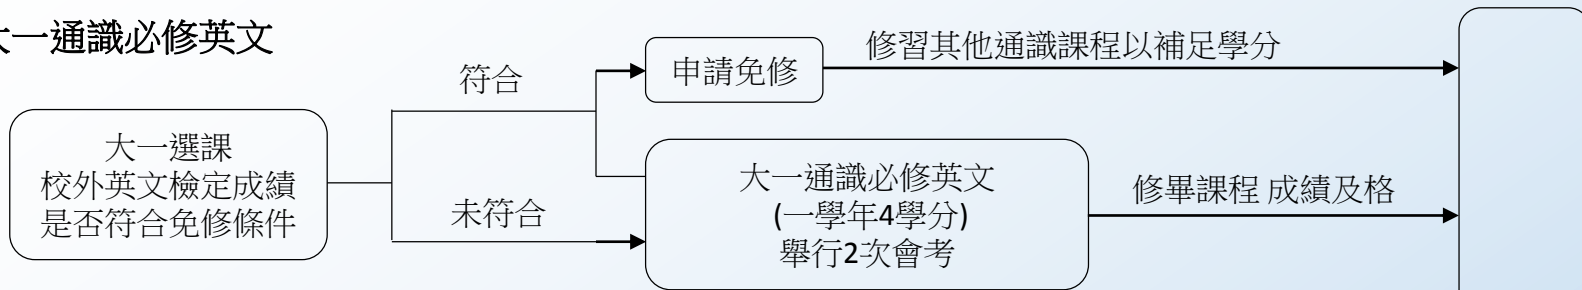 大一通識必修英文
修習其他通識課程以補足學分
符合
申請免修
大一選課
校外英文檢定成績
是否符合免修條件
未符合
大一通識必修英文
(一學年4學分)
舉行2次會考
修畢課程 成績及格